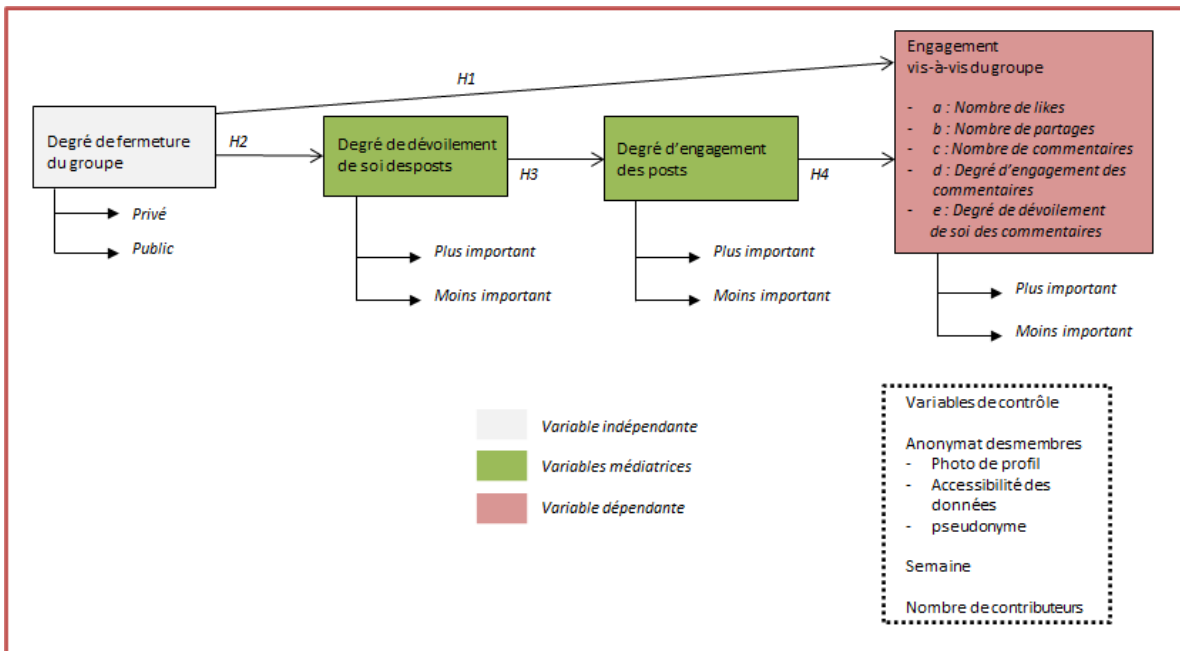 Engagement
vis-à-vis du groupe
- a : Nombre de likes
- b : Nombre de partages
- c : Nombre de commentaires
- d : Degré d'engagement des
commentaires
- e : Degré de dévoilement
de soi des commentaires
H1
Degré de fermeture
du groupe
H2
Degré de dévoilement
de soi desposts
H3
Degré d'engagement
des posts
H4
Privé
Public
Plus important
Moins important
Plus important
Moins important
Plus important
Moins important
Variable indépendante
Variables médiatrices
Variable dépendante
Variables de contrôle
Anonymat desmembres
- Photo de profil
- Accessibilité des
données
- pseudonyme
Semaine
Nombre de contributeurs